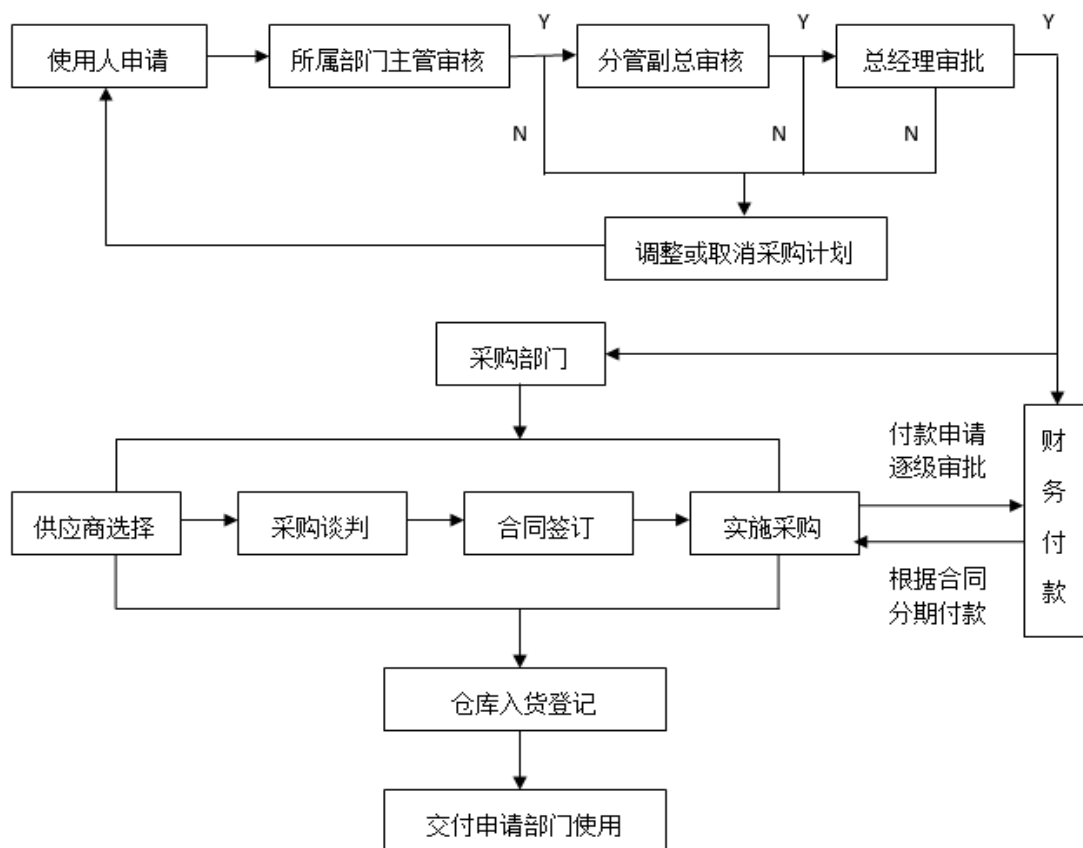 Y
Y
Y
使用人申请
所属部门主管审核
分管副总审核
总经理审批
N
N
N
调整或取消采购计划
采购部门
付款申请
逐级审批
财
务
付
款
供应商选择
采购谈判
合同签订
实施采购
根据合同
分期付款
仓库入货登记
交付申请部门使用